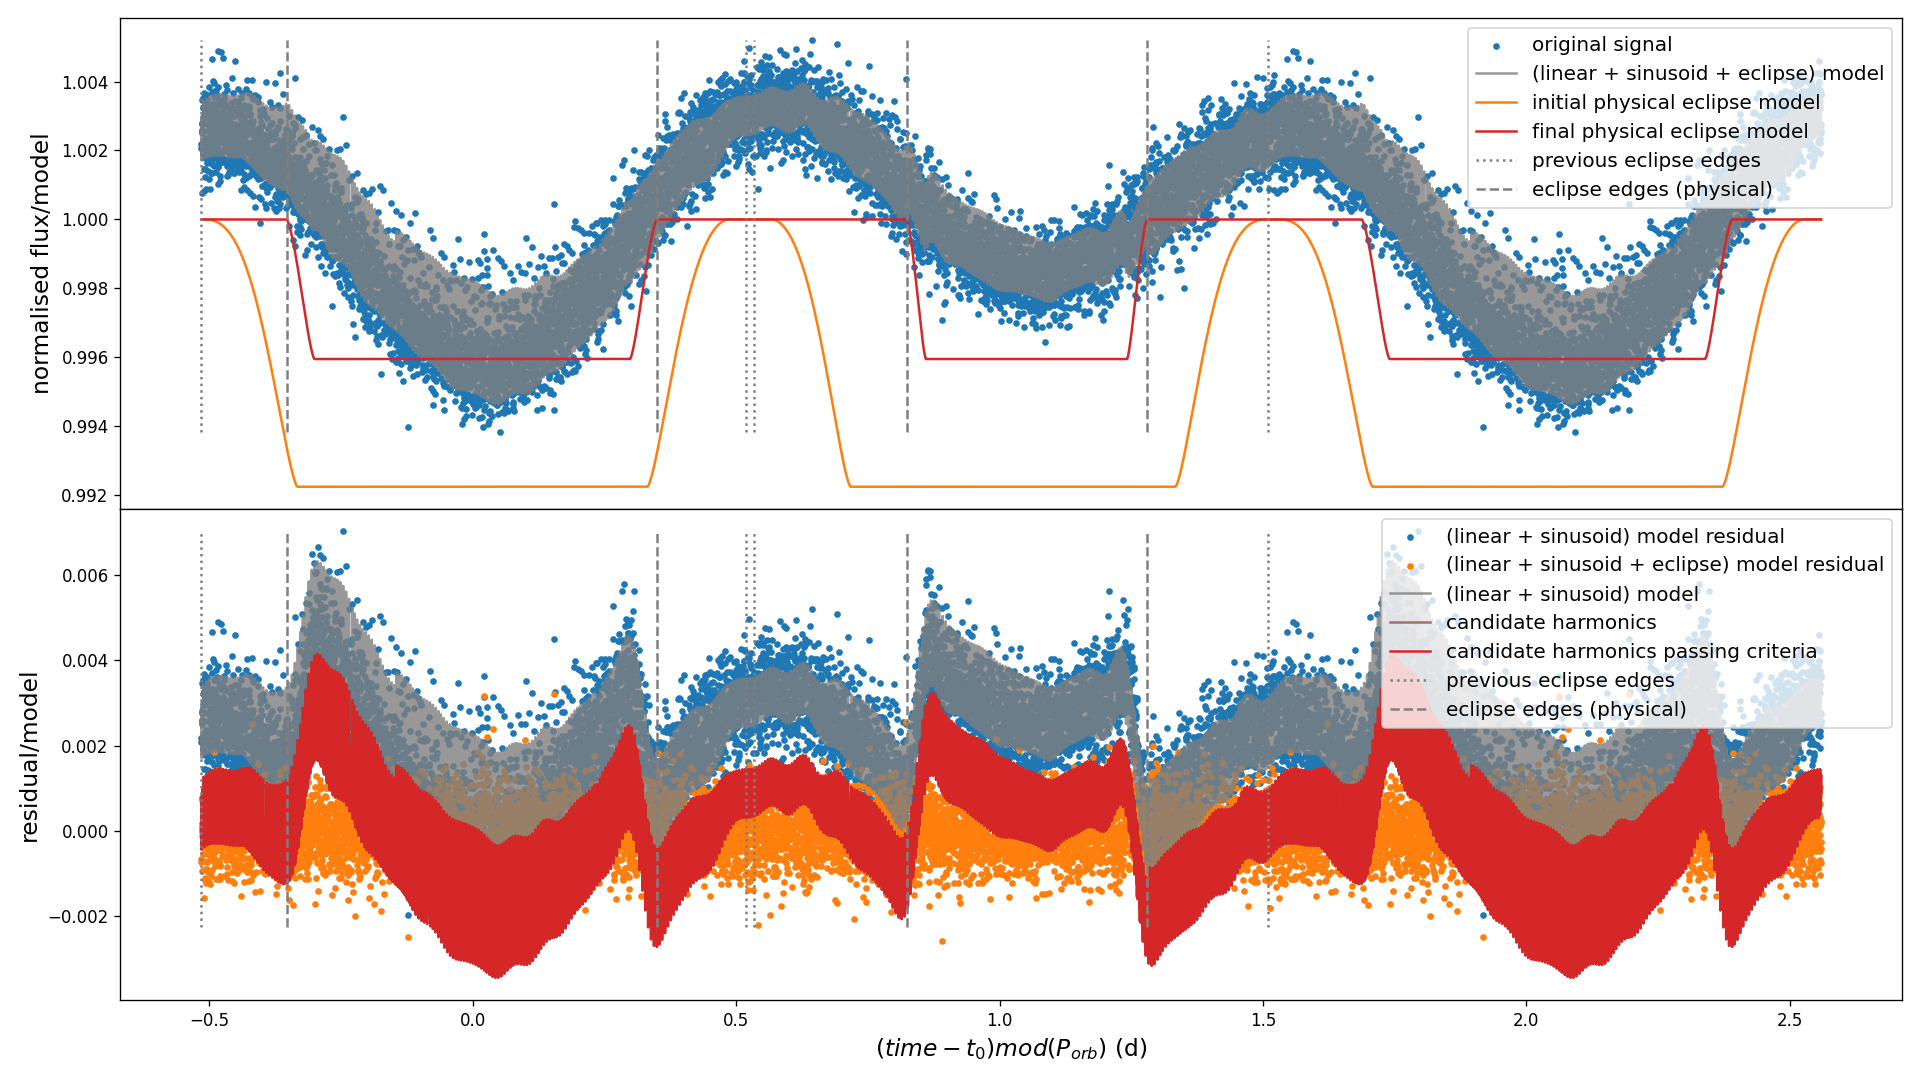 normalised flux/model
1.004
1.002
1.000
0.998
0.996
0.994
0.992
original signal
(linear + sinusoid + eclipse) model
initial physical eclipse model
final physical eclipse model
previous eclipse edges
eclipse edges (physical)
residual/model
0.006
0.004
0.002
0.000
−0.002
(linear + sinusoid) model residual
(linear + sinusoid + eclipse) model residual
(linear + sinusoid) model
candidate harmonics
candidate harmonics passing criteria
previous eclipse edges
eclipse edges (physical)
−0.5 0.0 0.5 1.0 1.5 2.0 2.5
(time − t₀)mod(P_orb) (d)